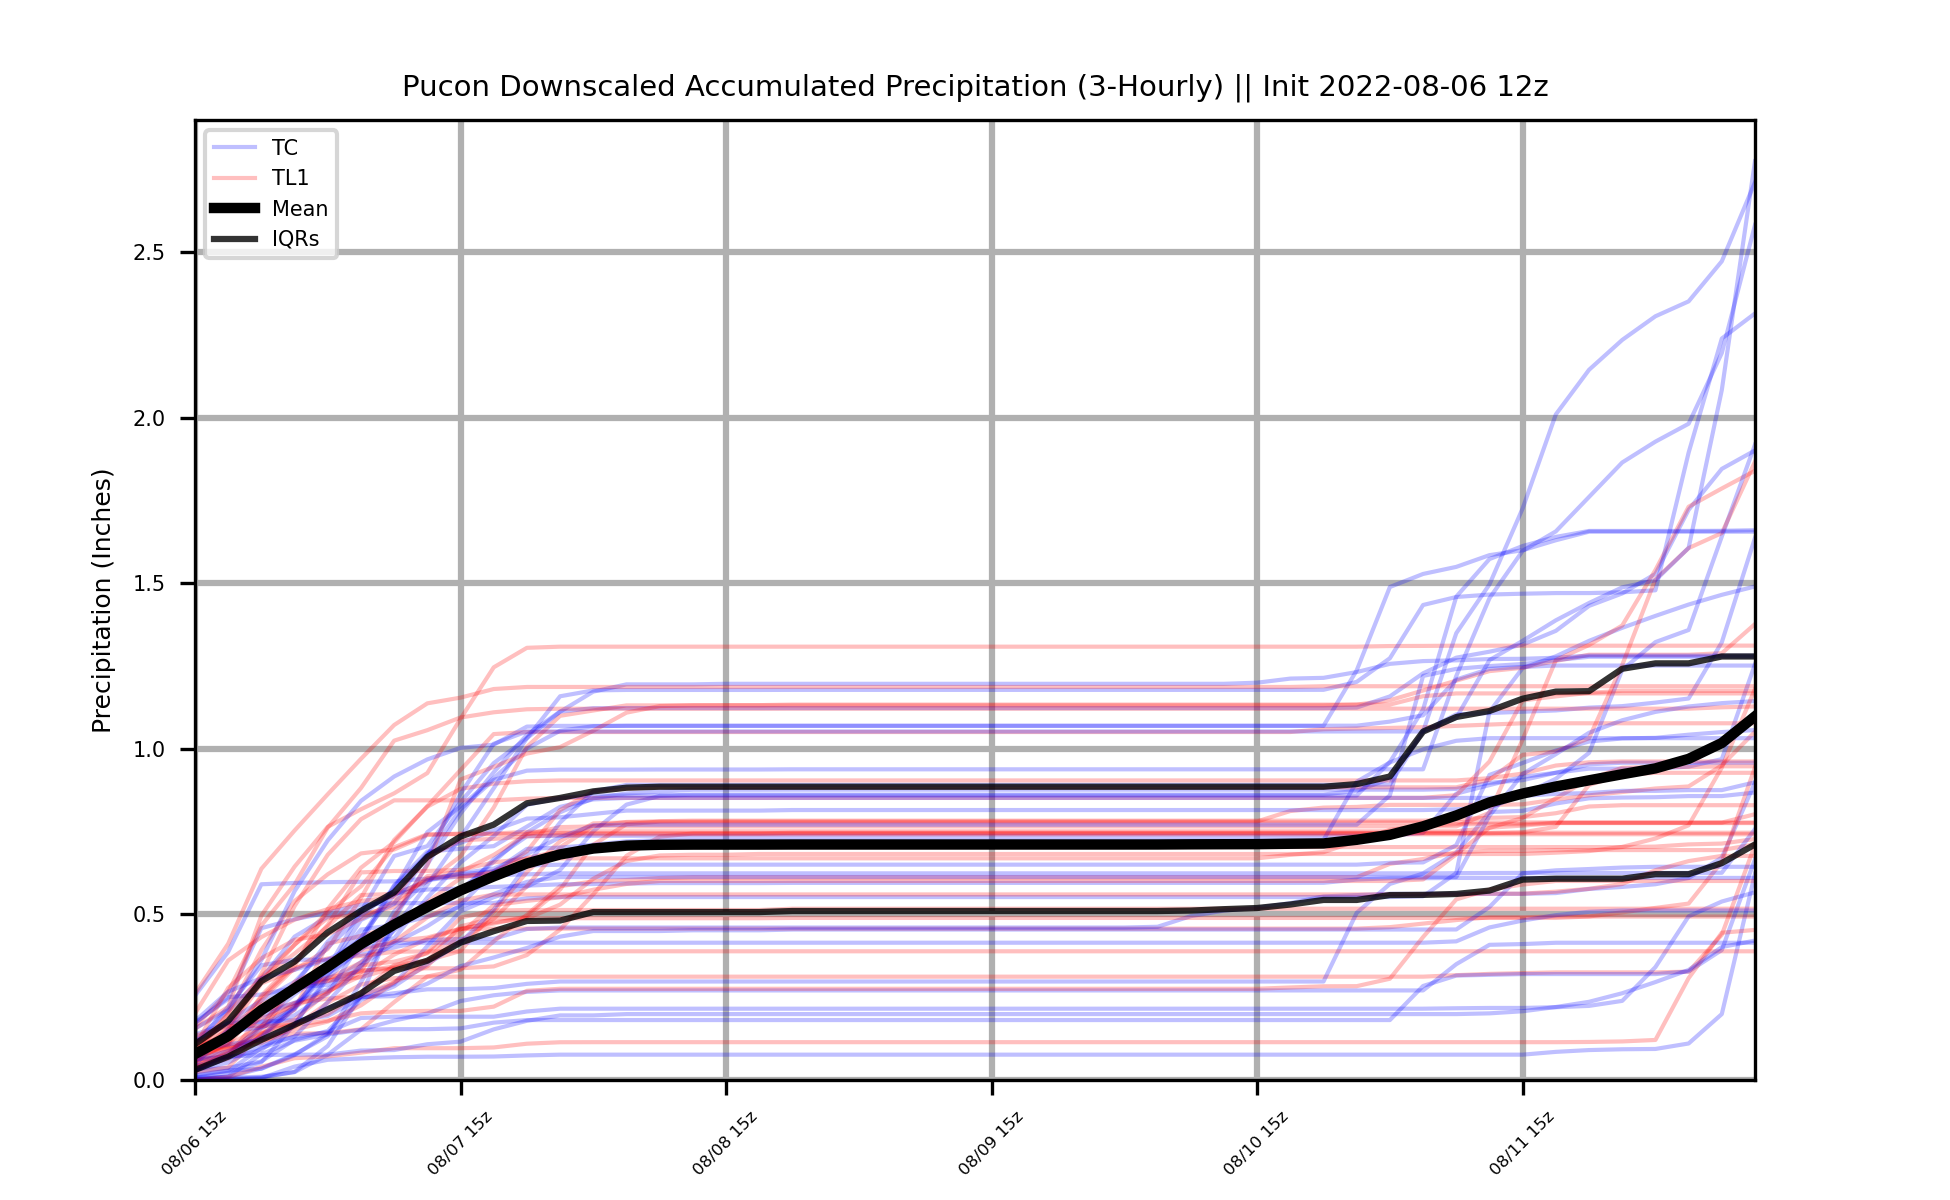 Pucon Downscaled Accumulated Precipitation (3-Hourly) || Init 2022-08-06 12z
TC
TL1
Mean
IQRs
Precipitation (Inches)
2.5
2.0
1.5
1.0
0.5
0.0
08/06 15z
08/07 15z
08/08 15z
08/09 15z
08/10 15z
08/11 15z